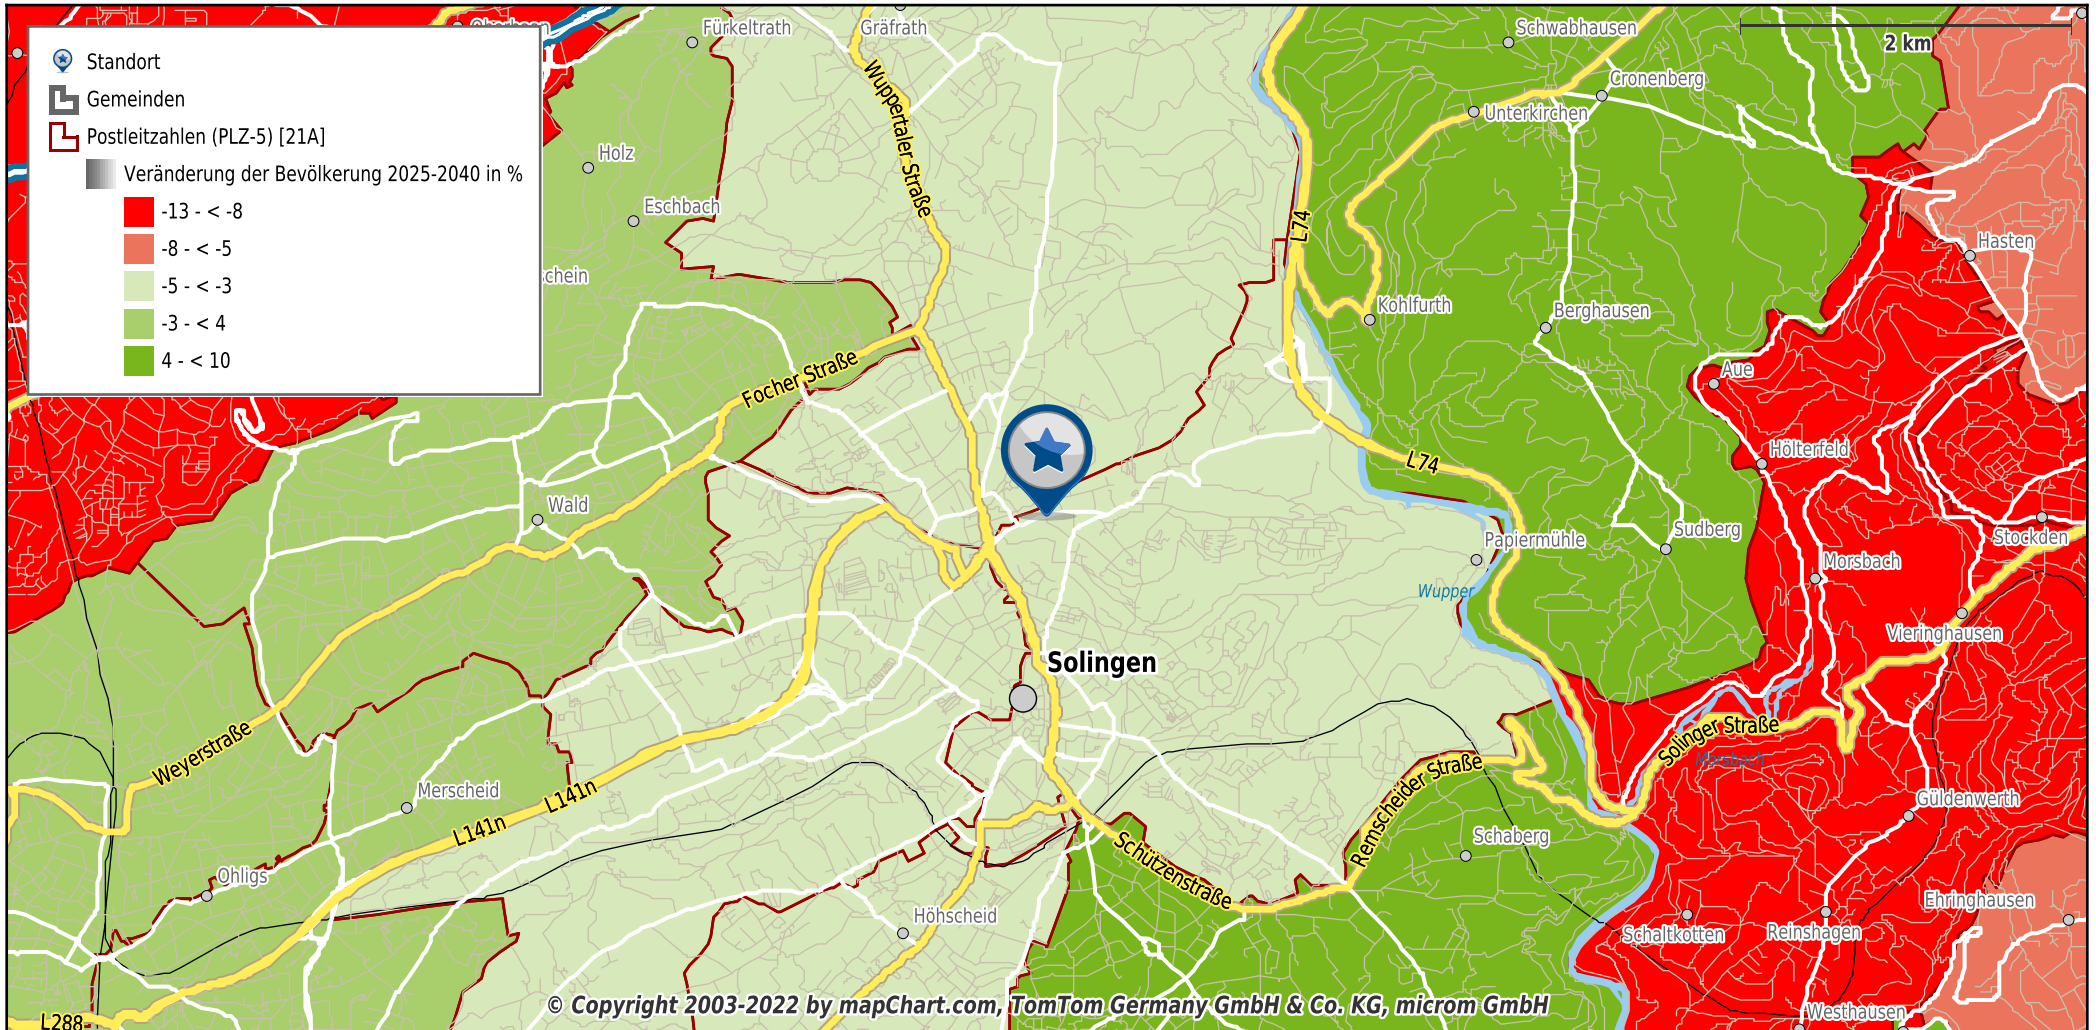 Standort
Gemeinden
Postleitzahlen (PLZ-5) [21A]
Veränderung der Bevölkerung 2025-2040 in %
-13 - < -8
-8 - < -5
-5 - < -3
-3 - < 4
4 - < 10
Fürkeltrath
Gräfrath
Schwabhausen
2 km
Cronenberg
Unterkirchen
Wuppertaler Straße
Holz
Eschbach
L74
Hasten
schein
Kohlfurth
Berghausen
Focher Straße
Aue
Hölterfeld
L74
Wald
Sudberg
Papiermühle
Stockden
Morsbach
Wupper
Vieringhausen
Solingen
Weyerstraße
Solinger Straße
Morsbach
Remscheider Straße
Merscheid
L141n
L141n
Güldenwerth
Schaberg
Schützenstraße
Ohligs
Höhscheid
Ehringhausen
Schaltkotten
Reinshagen
© Copyright 2003-2022 by mapChart.com, TomTom Germany GmbH & Co. KG, microm GmbH
Westhausen
L288